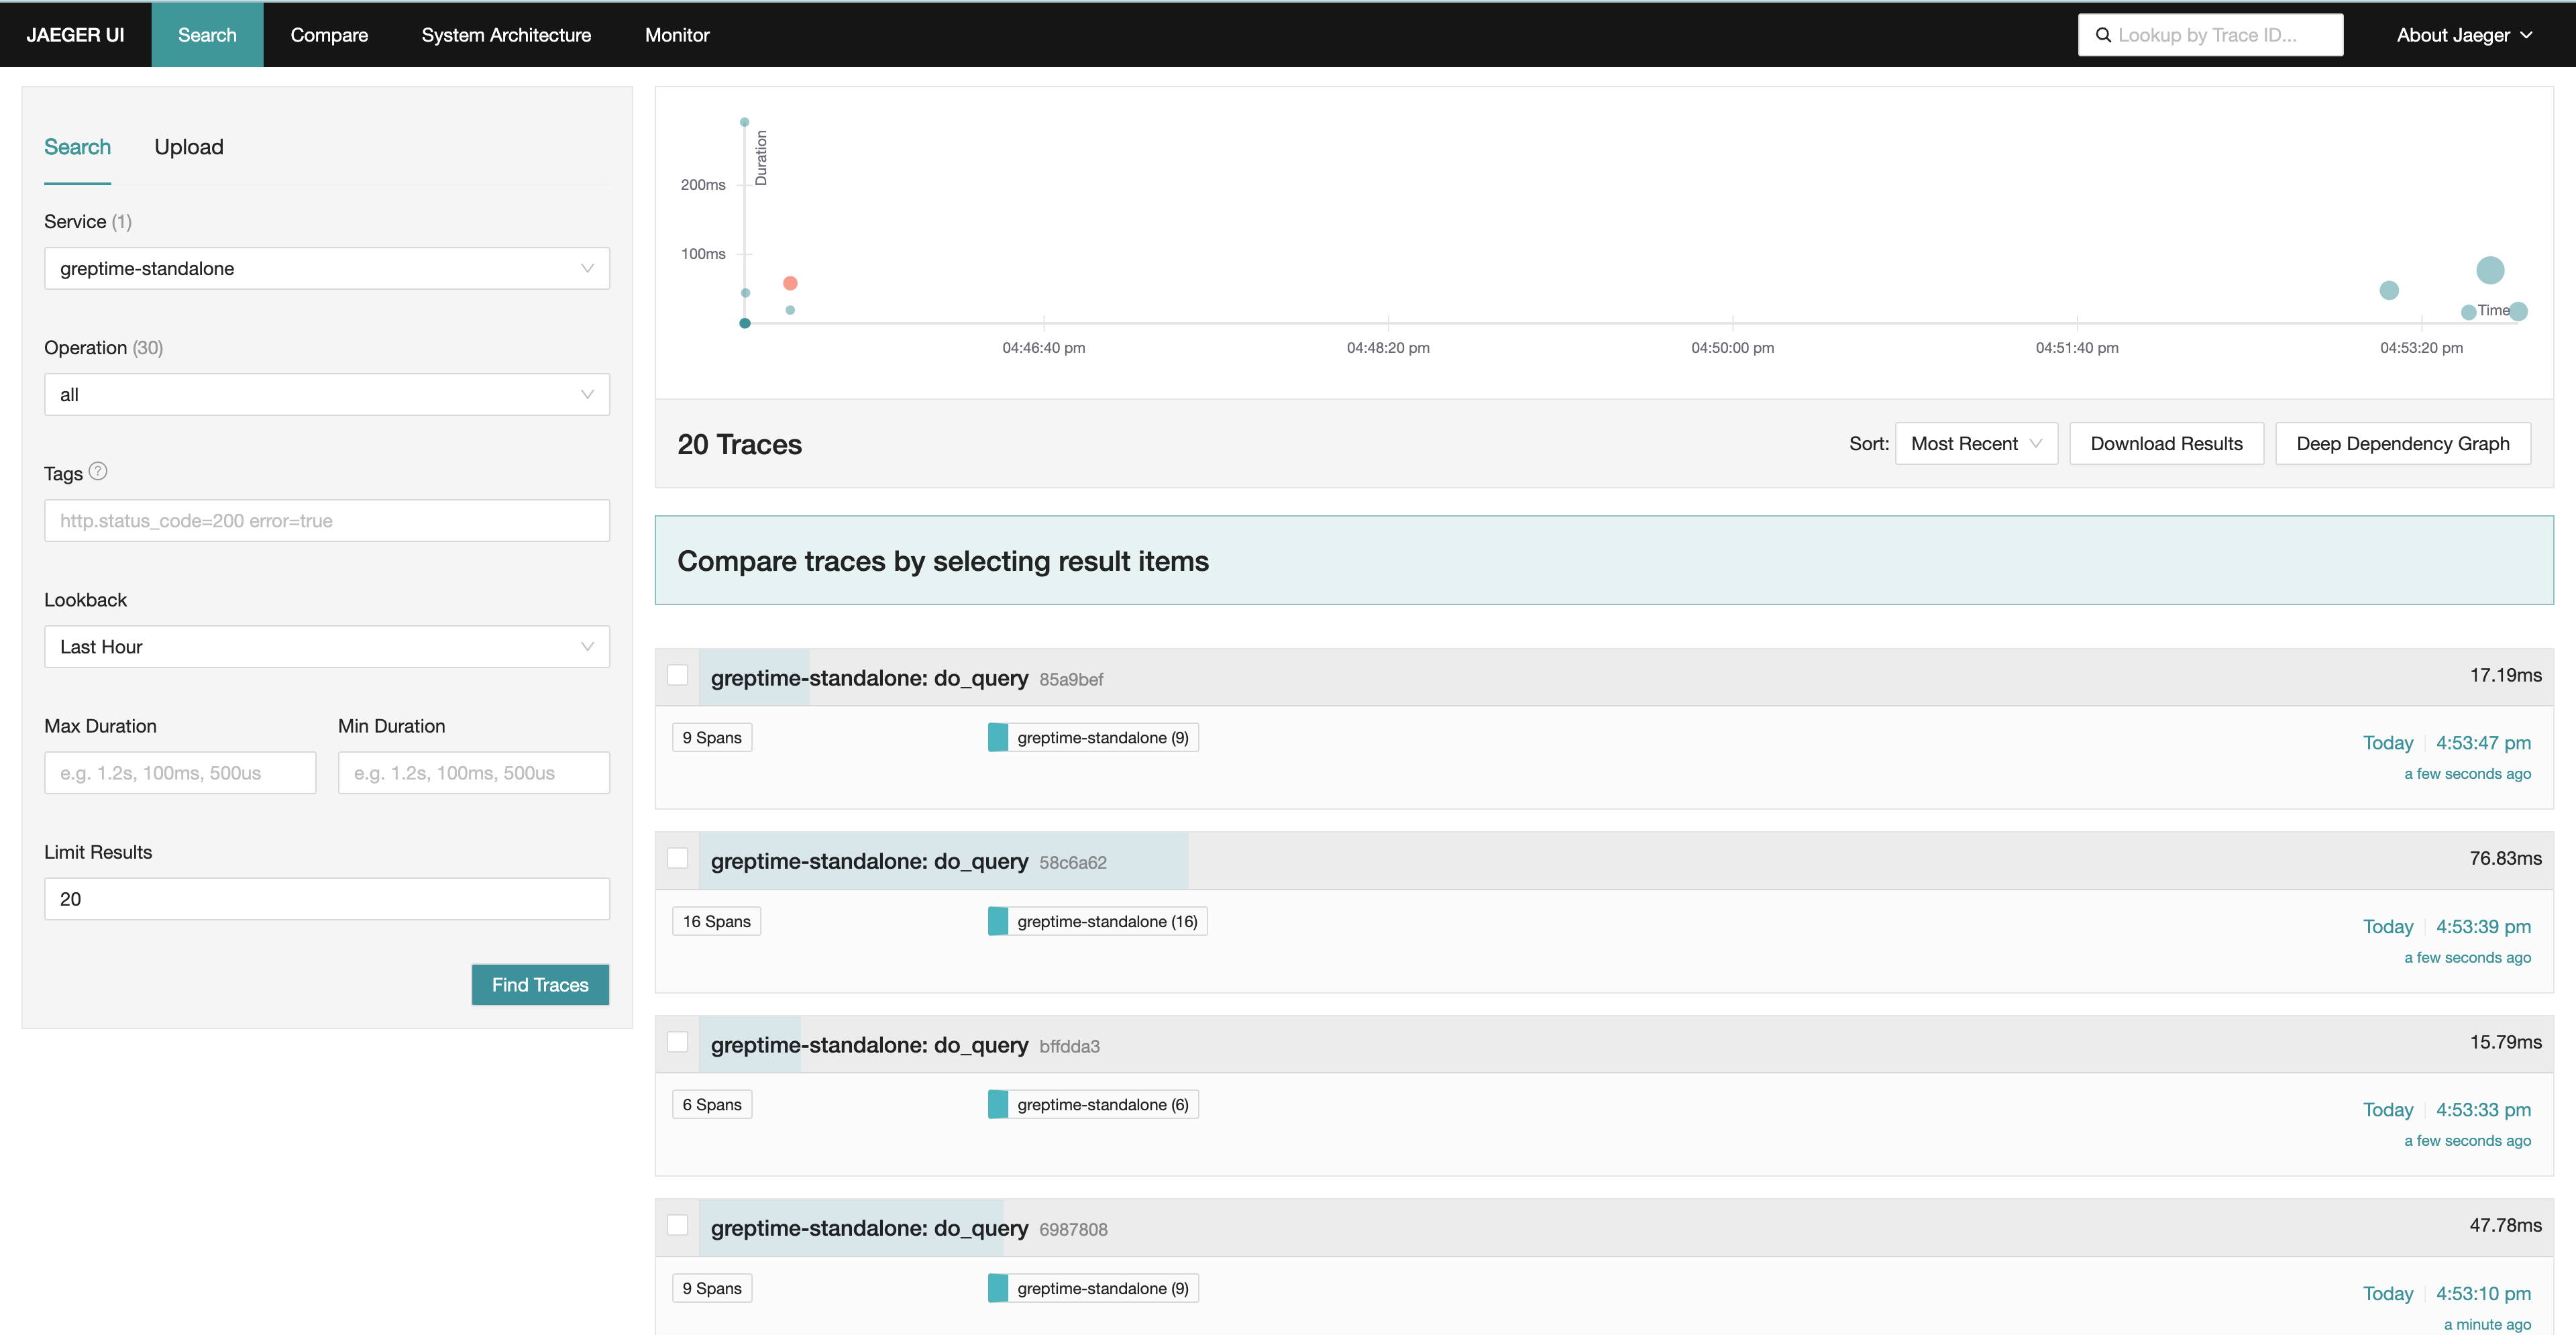 JAEGER UI Search Compare System Architecture Monitor Lookup by Trace ID... About Jaeger
Search Upload
Service (1)
greptime-standalone
Operation (30)
all
Tags ?
http.status_code=200 error=true
Lookback
Last Hour
Max Duration Min Duration
e.g. 1.2s, 100ms, 500us e.g. 1.2s, 100ms, 500us
Limit Results
20
Find Traces
Duration
200ms
100ms
Time
04:46:40 pm 04:48:20 pm 04:50:00 pm 04:51:40 pm 04:53:20 pm
20 Traces Sort: Most Recent Download Results Deep Dependency Graph
Compare traces by selecting result items
greptime-standalone: do_query 85a9bef 17.19ms
9 Spans greptime-standalone (9) Today 4:53:47 pm
a few seconds ago
greptime-standalone: do_query 58c6a62 76.83ms
16 Spans greptime-standalone (16) Today 4:53:39 pm
a few seconds ago
greptime-standalone: do_query bffdda3 15.79ms
6 Spans greptime-standalone (6) Today 4:53:33 pm
a few seconds ago
greptime-standalone: do_query 6987808 47.78ms
9 Spans greptime-standalone (9) Today 4:53:10 pm
a minute ago